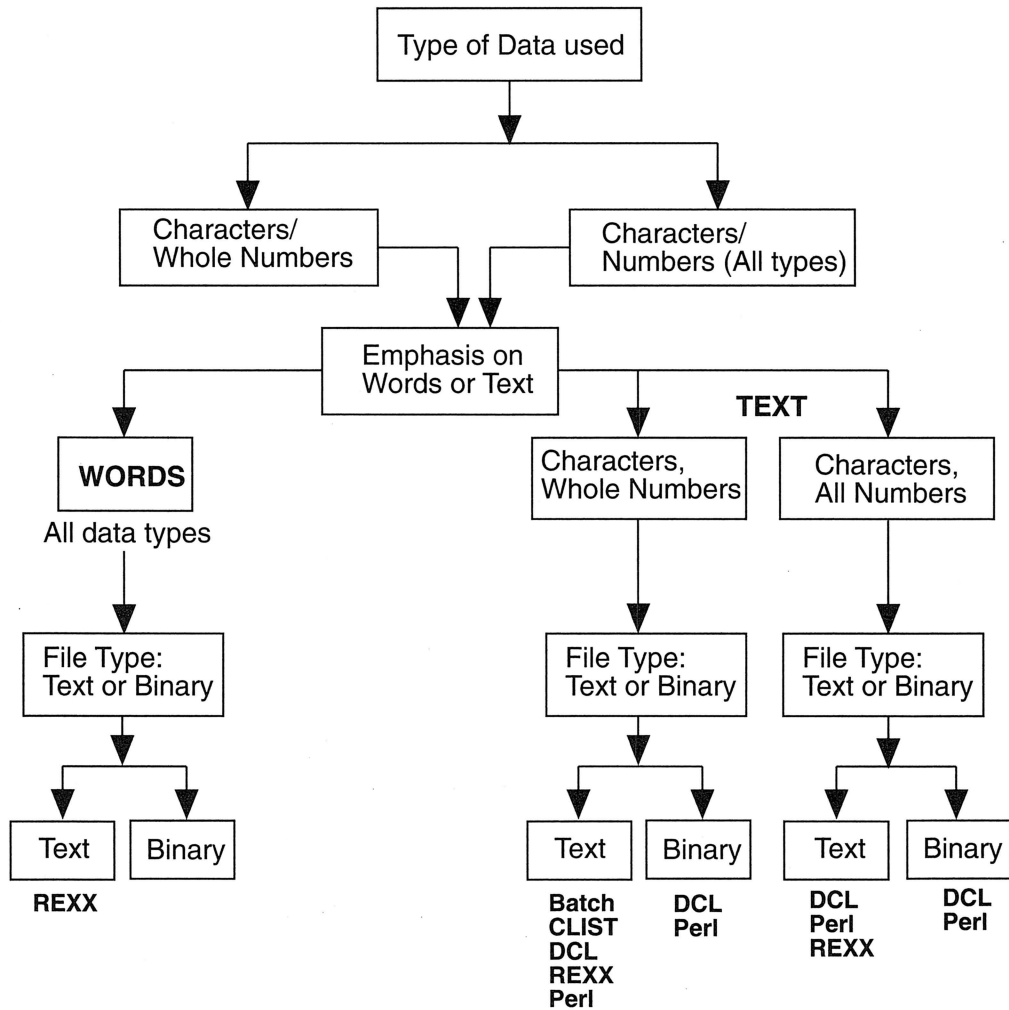 Type of Data used
Characters/
Whole Numbers
Characters/
Numbers (All types)
Emphasis on
Words or Text
TEXT
WORDS
All data types
Characters,
Whole Numbers
Characters,
All Numbers
File Type:
Text or Binary
File Type:
Text or Binary
File Type:
Text or Binary
Text
Binary
Text
Binary
Text
Binary
REXX
Batch
CLIST
DCL
REXX
Perl
DCL
Perl
DCL
Perl
REXX
DCL
Perl